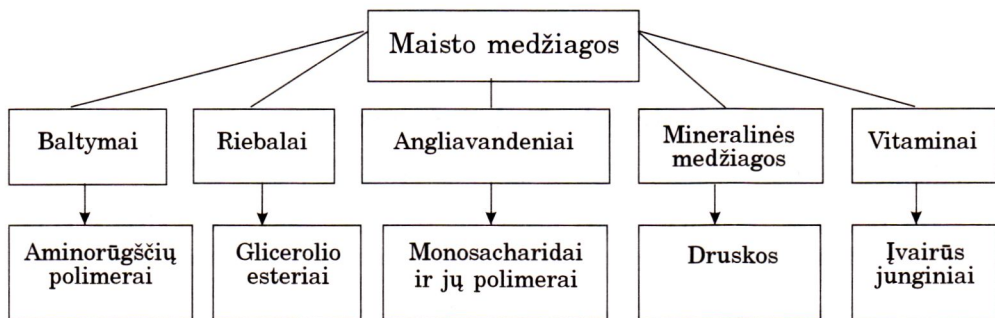 Maisto medžiagos
Baltymai
Riebalai
Angliavandeniai
Mineralinės
medžiagos
Vitaminai
Aminorūgščių
polimerai
Glicerolio
esteriai
Monosacharidai
ir jų polimerai
Druskos
Įvairūs
junginiai